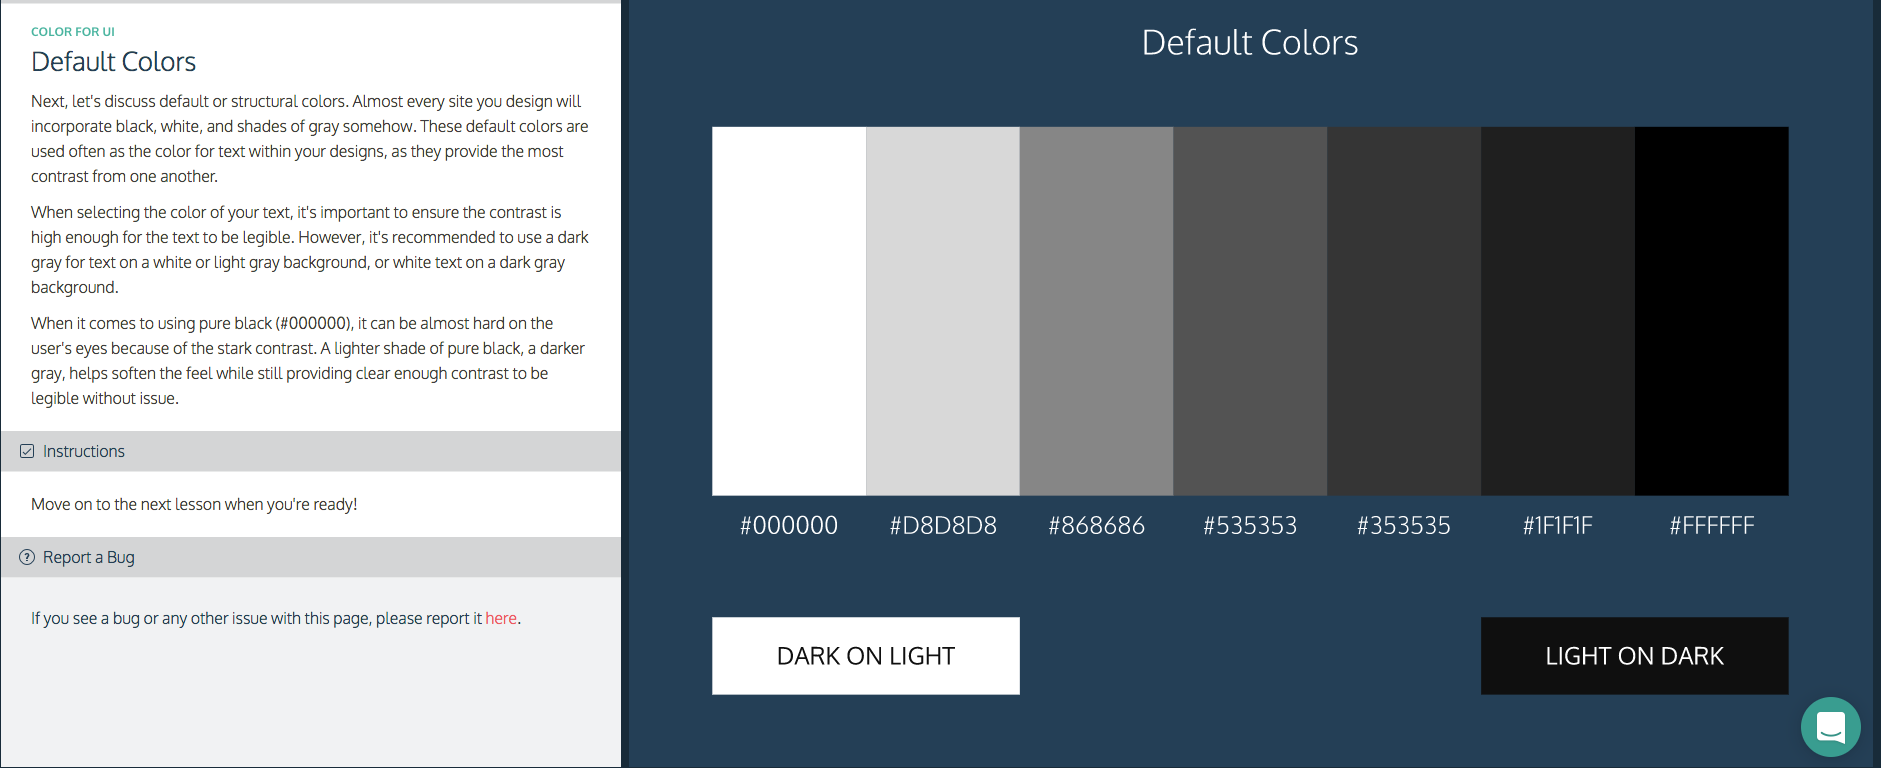 COLOR FOR UI
Default Colors
Next, let's discuss default or structural colors. Almost every site you design will
incorporate black, white, and shades of gray somehow. These default colors are
used often as the color for text within your designs, as they provide the most
contrast from one another.
When selecting the color of your text, it's important to ensure the contrast is
high enough for the text to be legible. However, it's recommended to use a dark
gray for text on a white or light gray background, or white text on a dark gray
background.
When it comes to using pure black (#000000), it can be almost hard on the
user's eyes because of the stark contrast. A lighter shade of pure black, a darker
gray, helps soften the feel while still providing clear enough contrast to be
legible without issue.
Instructions
Move on to the next lesson when you're ready!
Report a Bug
If you see a bug or any other issue with this page, please report it here.
Default Colors
#000000 #D8D8D8 #868686 #535353 #353535 #1F1F1F #FFFFFF
DARK ON LIGHT LIGHT ON DARK